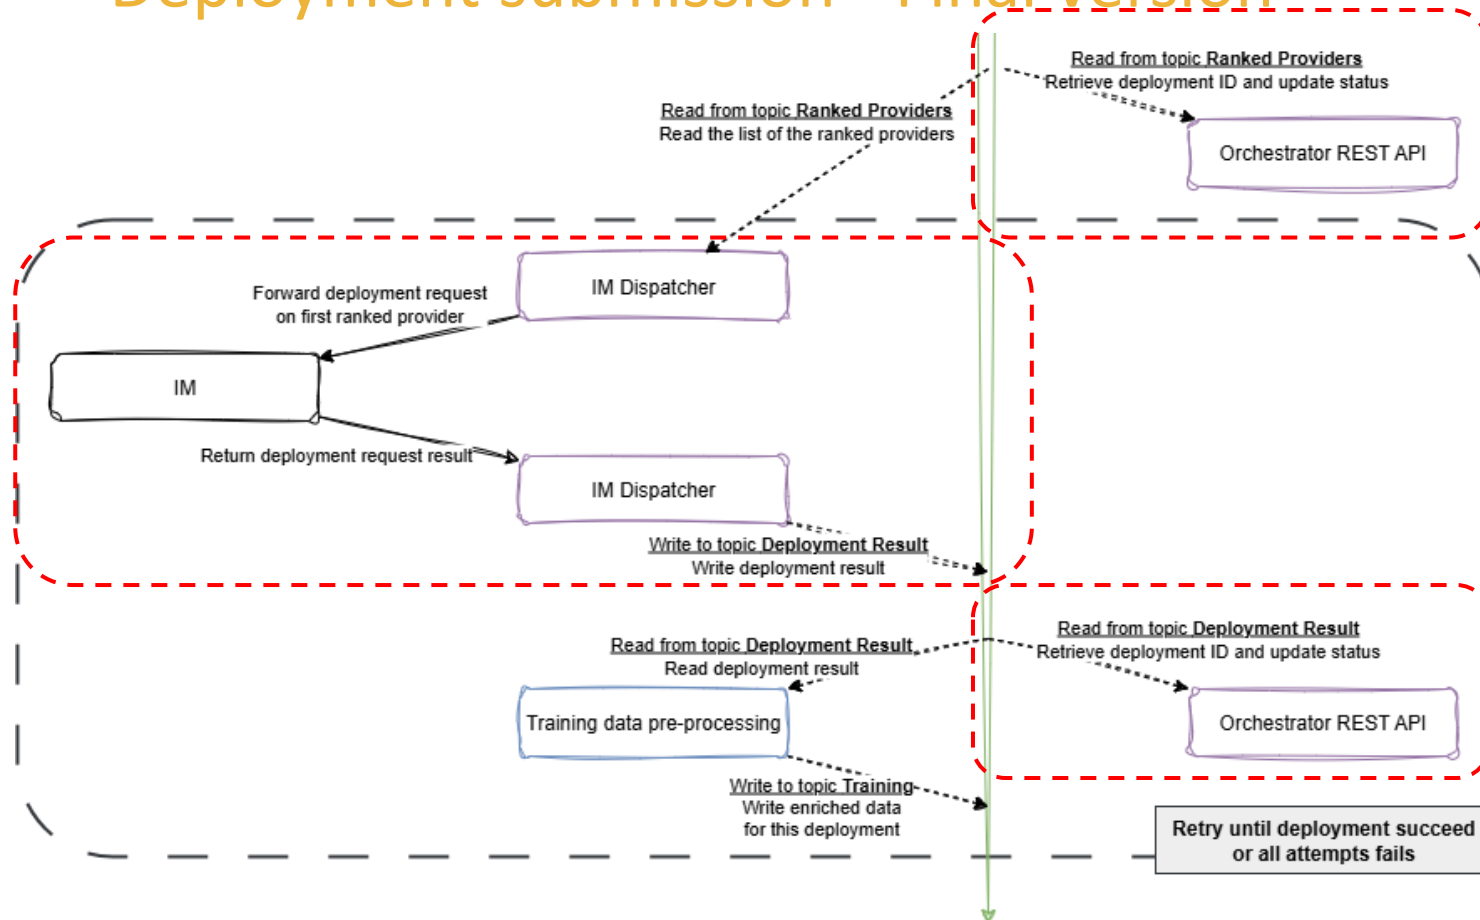 Deployment submission - Final version
Read from topic Ranked Providers
Retrieve deployment ID and update status
Read from topic Ranked Providers
Read the list of the ranked providers
Orchestrator REST API
IM Dispatcher
Forward deployment request
on first ranked provider
IM
Return deployment request result
IM Dispatcher
Write to topic Deployment Result
Write deployment result
Read from topic Deployment Result
Retrieve deployment ID and update status
Read from topic Deployment Result
Read deployment result
Training data pre-processing
Orchestrator REST API
Write to topic Training
Write enriched data
for this deployment
Retry until deployment succeed
or all attempts fails